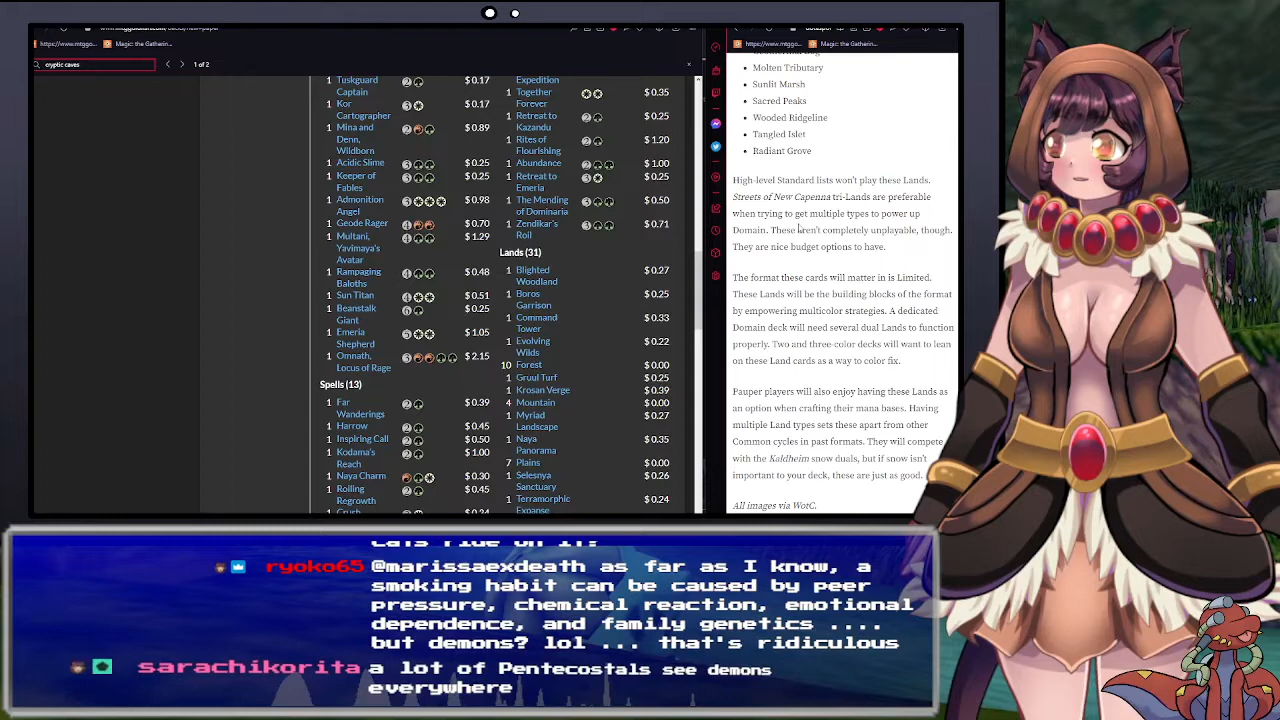 https://www.mtggo...
Magic: the Gatherin...
cryptic caves
1 of 2
Tuskguard Captain $0.17
1 Kor Cartographer $0.17
1 Mina and Denn, Wildborn $0.89
1 Acidic Slime $0.25
1 Keeper of Fables $0.25
1 Admonition Angel $0.98
1 Geode Rager $0.70
1 Multani, Yavimaya's Avatar $1.29
1 Rampaging Baloths $0.48
1 Sun Titan $0.51
1 Beanstalk Giant $0.25
1 Emeria Shepherd $1.05
1 Omnath, Locus of Rage $2.15
Spells (13)
1 Far Wanderings $0.39
1 Harrow $0.45
1 Inspiring Call $0.50
1 Kodama's Reach $1.00
1 Naya Charm $0.30
1 Roiling Regrowth $0.45
1 Crush
Expedition
1 Together Forever $0.35
1 Retreat to Kazandu $0.25
1 Rites of Flourishing $1.20
1 Abundance $1.00
1 Retreat to Emeria $0.25
1 The Mending of Dominaria $0.50
1 Zendikar's Roil $0.71
Lands (31)
1 Blighted Woodland $0.27
1 Boros Garrison $0.25
1 Command Tower $0.33
1 Evolving Wilds $0.22
10 Forest $0.00
1 Gruul Turf $0.25
1 Krosan Verge $0.39
4 Mountain $0.00
1 Myriad Landscape $0.27
1 Naya Panorama $0.35
7 Plains $0.06
1 Selesnya Sanctuary $0.26
1 Terramorphic Expanse $0.24
https://www.mtggo...
Magic: the Gatherin...
Molten Tributary
Sunlit Marsh
Sacred Peaks
Wooded Ridgeline
Tangled Islet
Radiant Grove
High-level Standard lists won't play these Lands.
Streets of New Capenna tri-Lands are preferable
when trying to get multiple types to power up
Domain. These aren't completely unplayable, though.
They are nice budget options to have.
The format these cards will matter in is Limited.
These Lands will be the building blocks of the format
by empowering multicolor strategies. A dedicated
Domain deck will need several dual Lands to function
properly. Two and three-color decks will want to lean
on these Land cards as a way to color fix.
Pauper players will also enjoy having these Lands as
an option when crafting their mana bases. Having
multiple Land types sets these apart from other
Common cycles in past formats. They will compete
with the Kaldheim snow duals, but if snow isn't
important to your deck, these are just as good.
All images via WotC.
cats ride on it?
ryoko65 @marissaexdeath as far as I know, a
smoking habit can be caused by peer
pressure, chemical reaction, emotional
dependence, and family genetics ....
but demons? lol ... that's ridiculous
sarachikorita a lot of Pentecostals see demons
everywhere